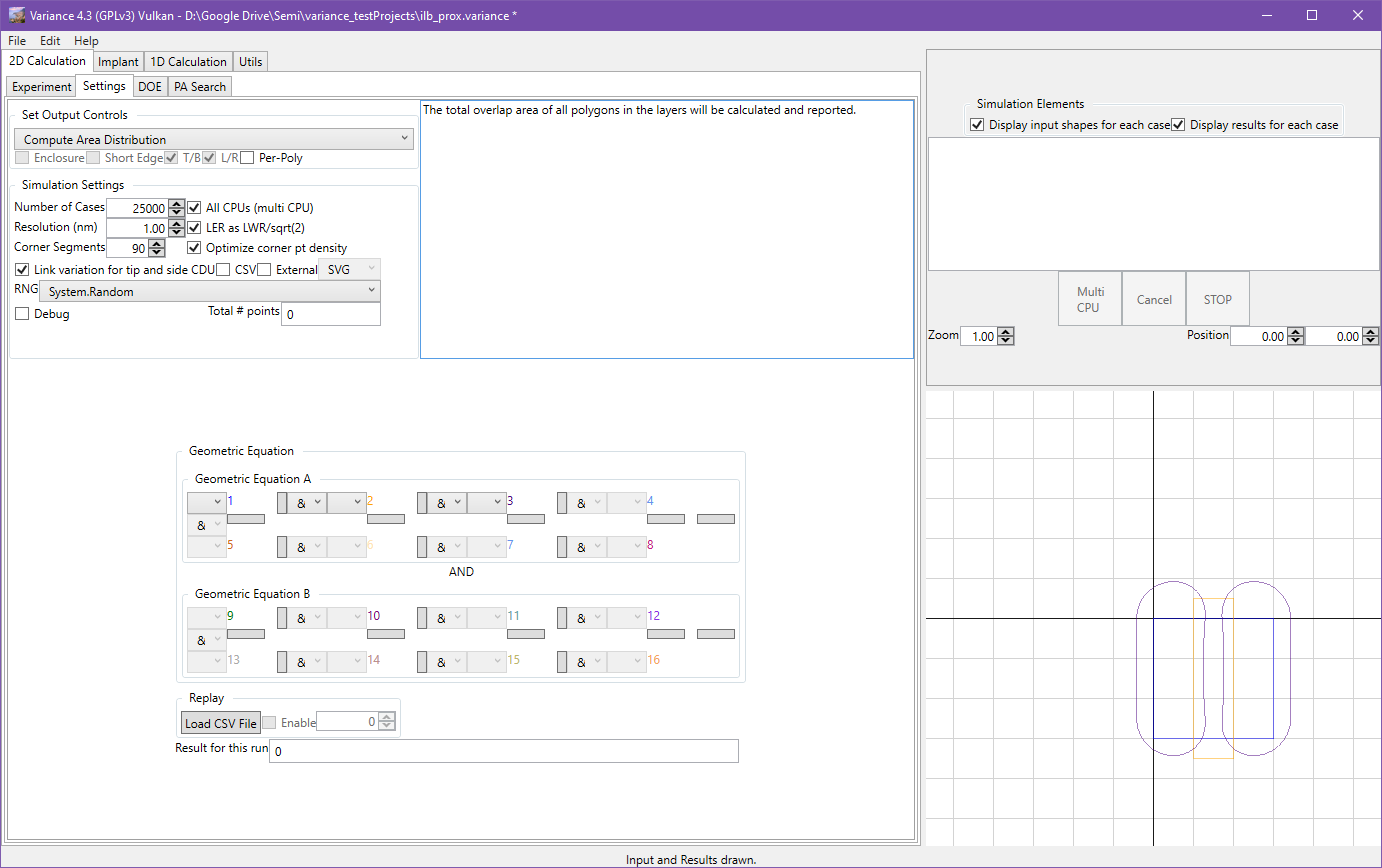 Variance 4.3 (GPLv3) Vulkan - D:\Google Drive\Semi\variance_testProjects\ilb_prox.variance *
File Edit Help
2D Calculation Implant 1D Calculation Utils
Experiment Settings DOE PA Search
Set Output Controls
Compute Area Distribution
Enclosure Short Edge T/B L/R Per-Poly
The total overlap area of all polygons in the layers will be calculated and reported.
Simulation Settings
Number of Cases 25000 All CPUs (multi CPU)
Resolution (nm) 1.00 LER as LWR/sqrt(2)
Corner Segments 90 Optimize corner pt density
Link variation for tip and side CDU CSV External SVG
RNG System.Random
Debug Total # points 0
Geometric Equation
Geometric Equation A
1 & 2 & 3 & 4
&
5 & 6 & 7 & 8
AND
Geometric Equation B
9 & 10 & 11 & 12
&
13 & 14 & 15 & 16
Replay
Load CSV File Enable 0
Result for this run 0
Simulation Elements
Display input shapes for each case Display results for each case
Multi CPU Cancel STOP
Zoom 1.00 Position 0.00 0.00
Input and Results drawn.